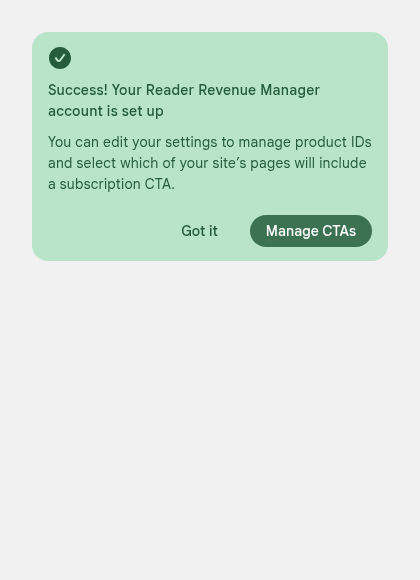 Success! Your Reader Revenue Manager
account is set up
You can edit your settings to manage product IDs
and select which of your site’s pages will include
a subscription CTA.
Got it
Manage CTAs